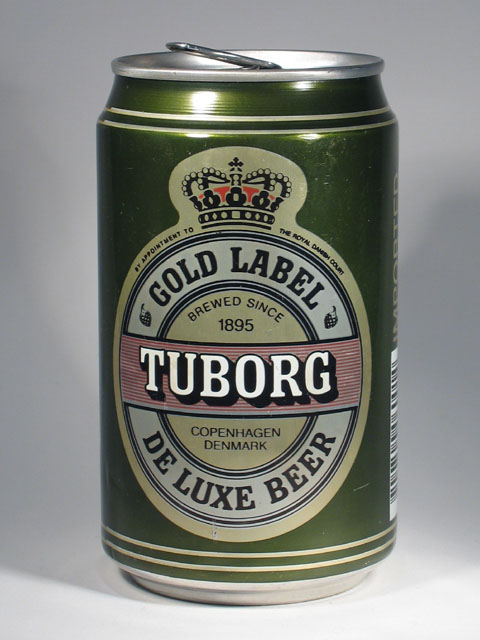 BY APPOINTMENT TO THE ROYAL DANISH COURT
GOLD LABEL
BREWED SINCE
1895
TUBORG
COPENHAGEN
DENMARK
DE LUXE BEER
IMPORTED